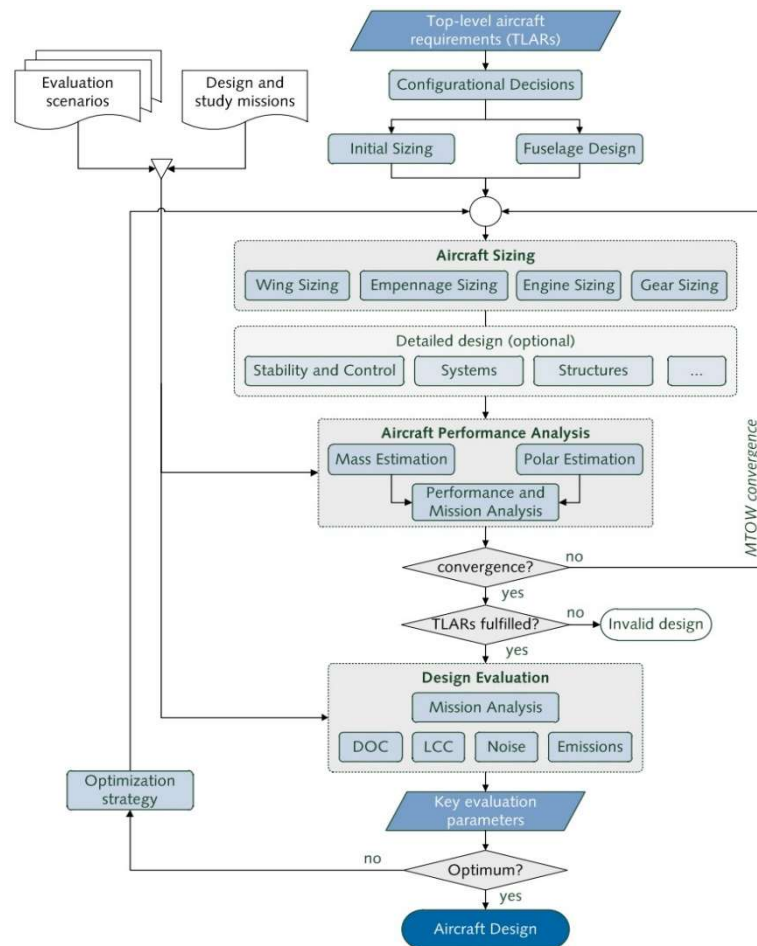 Top-level aircraft
requirements (TLARs)
Evaluation
scenarios
Design and
study missions
Configurational Decisions
Initial Sizing
Fuselage Design
Aircraft Sizing
Wing Sizing
Empennage Sizing
Engine Sizing
Gear Sizing
Detailed design (optional)
Stability and Control
Systems
Structures
...
Aircraft Performance Analysis
Mass Estimation
Polar Estimation
Performance and
Mission Analysis
MTOW convergence
convergence?
no
yes
TLARs fulfilled?
no
Invalid design
yes
Design Evaluation
Mission Analysis
DOC
LCC
Noise
Emissions
Optimization
strategy
Key evaluation
parameters
no
Optimum?
yes
Aircraft Design